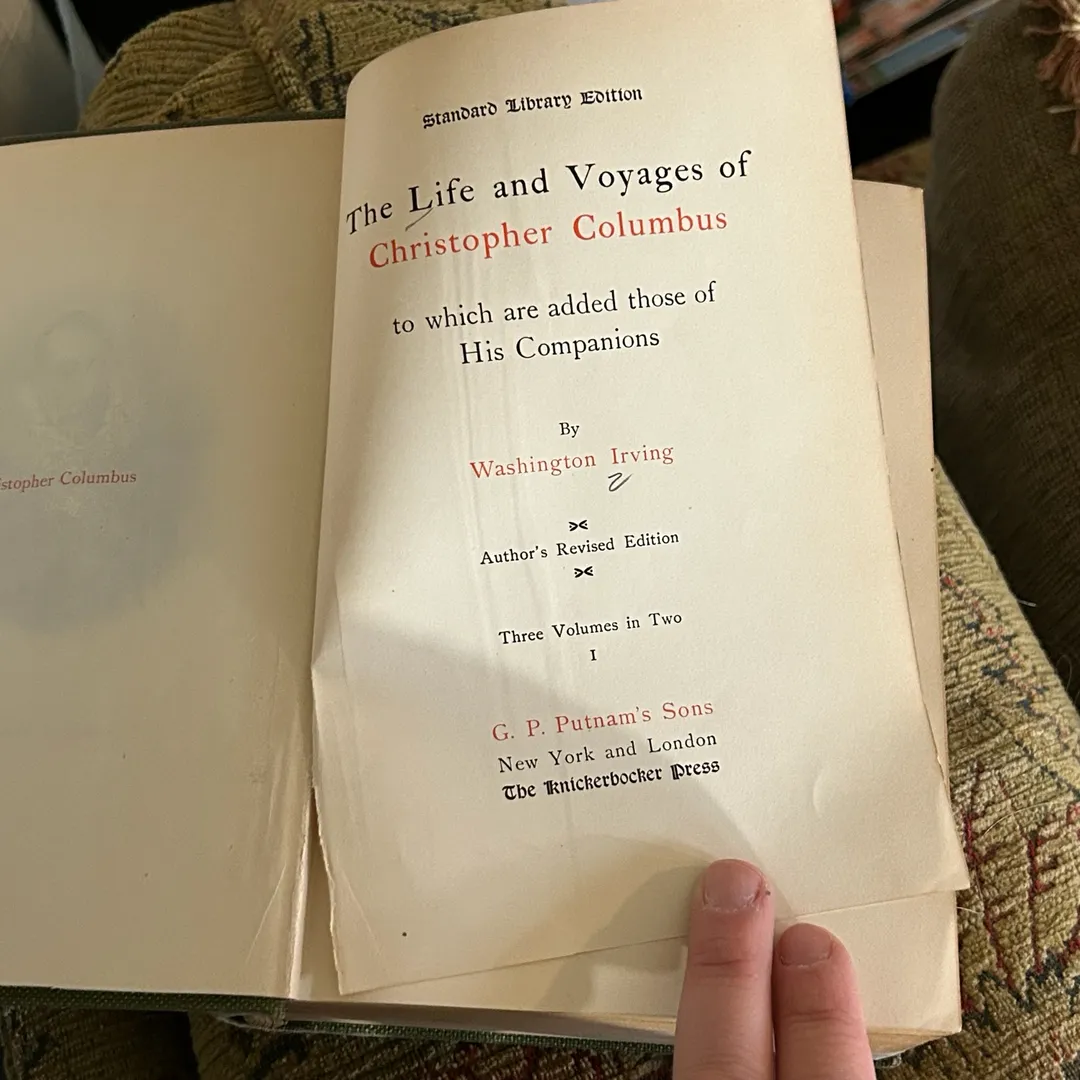 stopher Columbus
Standard Library Edition
The Life and Voyages of
Christopher Columbus
to which are added those of
His Companions
By
Washington Irving
Author's Revised Edition
Three Volumes in Two
I
G. P. Putnam's Sons
New York and London
The Knickerbocker Press